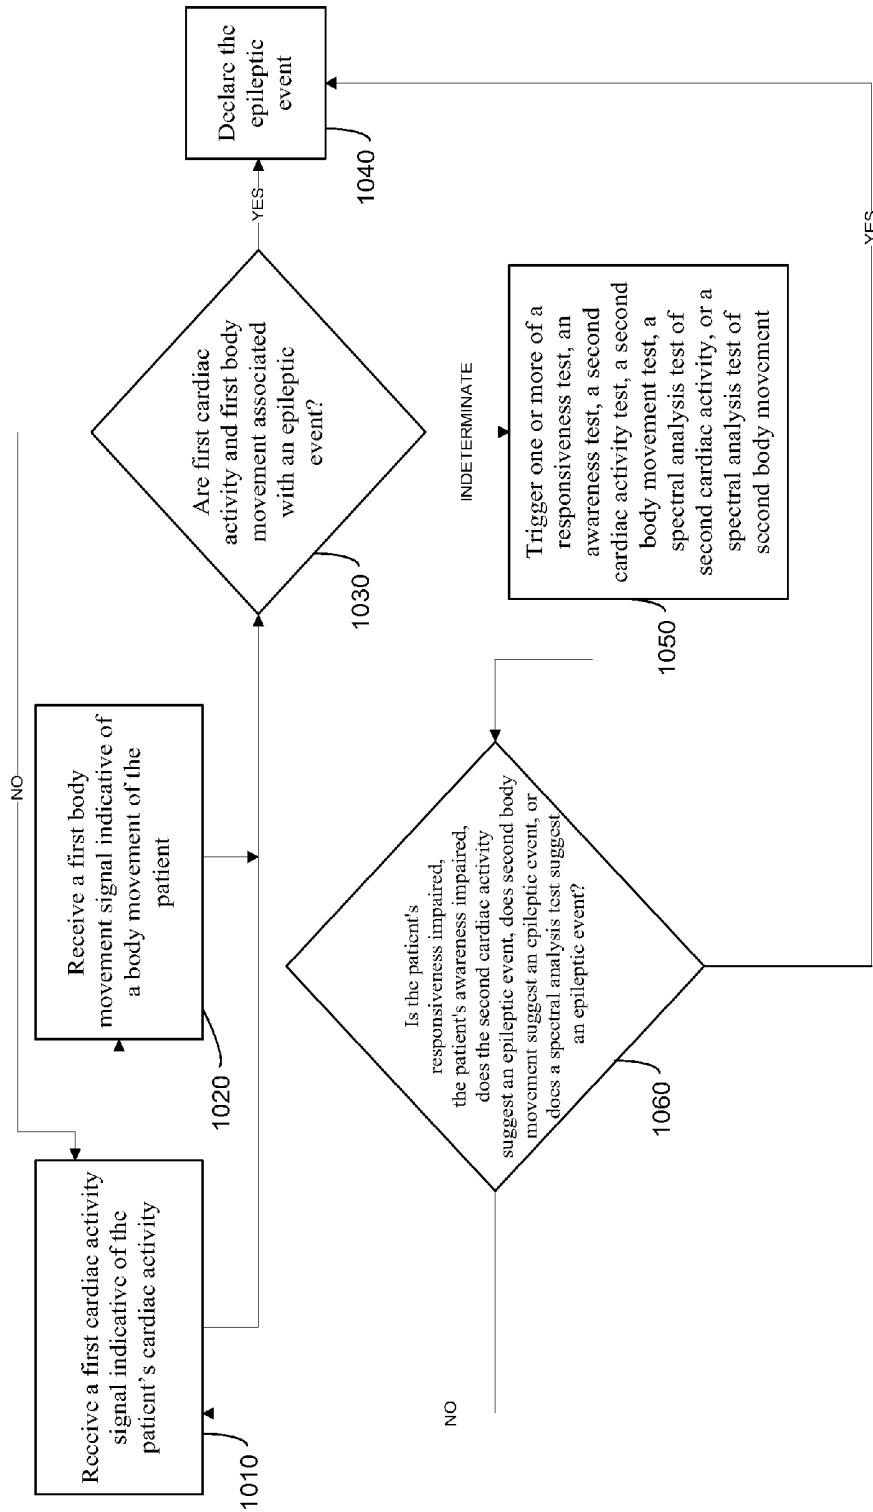 NO
Receive a first cardiac activity
signal indicative of the
patient's cardiac activity
1010
Receive a first body
movement signal indicative of
a body movement of the
patient
1020
Are first cardiac
activity and first body
movement associated
with an epileptic
event?
1030
YES
Declare the
epileptic
event
1040
INDETERMINATE
Trigger one or more of a
responsiveness test, an
awareness test, a second
cardiac activity test, a second
body movement test, a
spectral analysis test of
second cardiac activity, or a
spectral analysis test of
second body movement
1050
Is the patient's
responsiveness impaired,
the patient's awareness impaired,
does the second cardiac activity
suggest an epileptic event, does second body
movement suggest an epileptic event, or
does a spectral analysis test suggest
an epileptic event?
1060
NO
YES